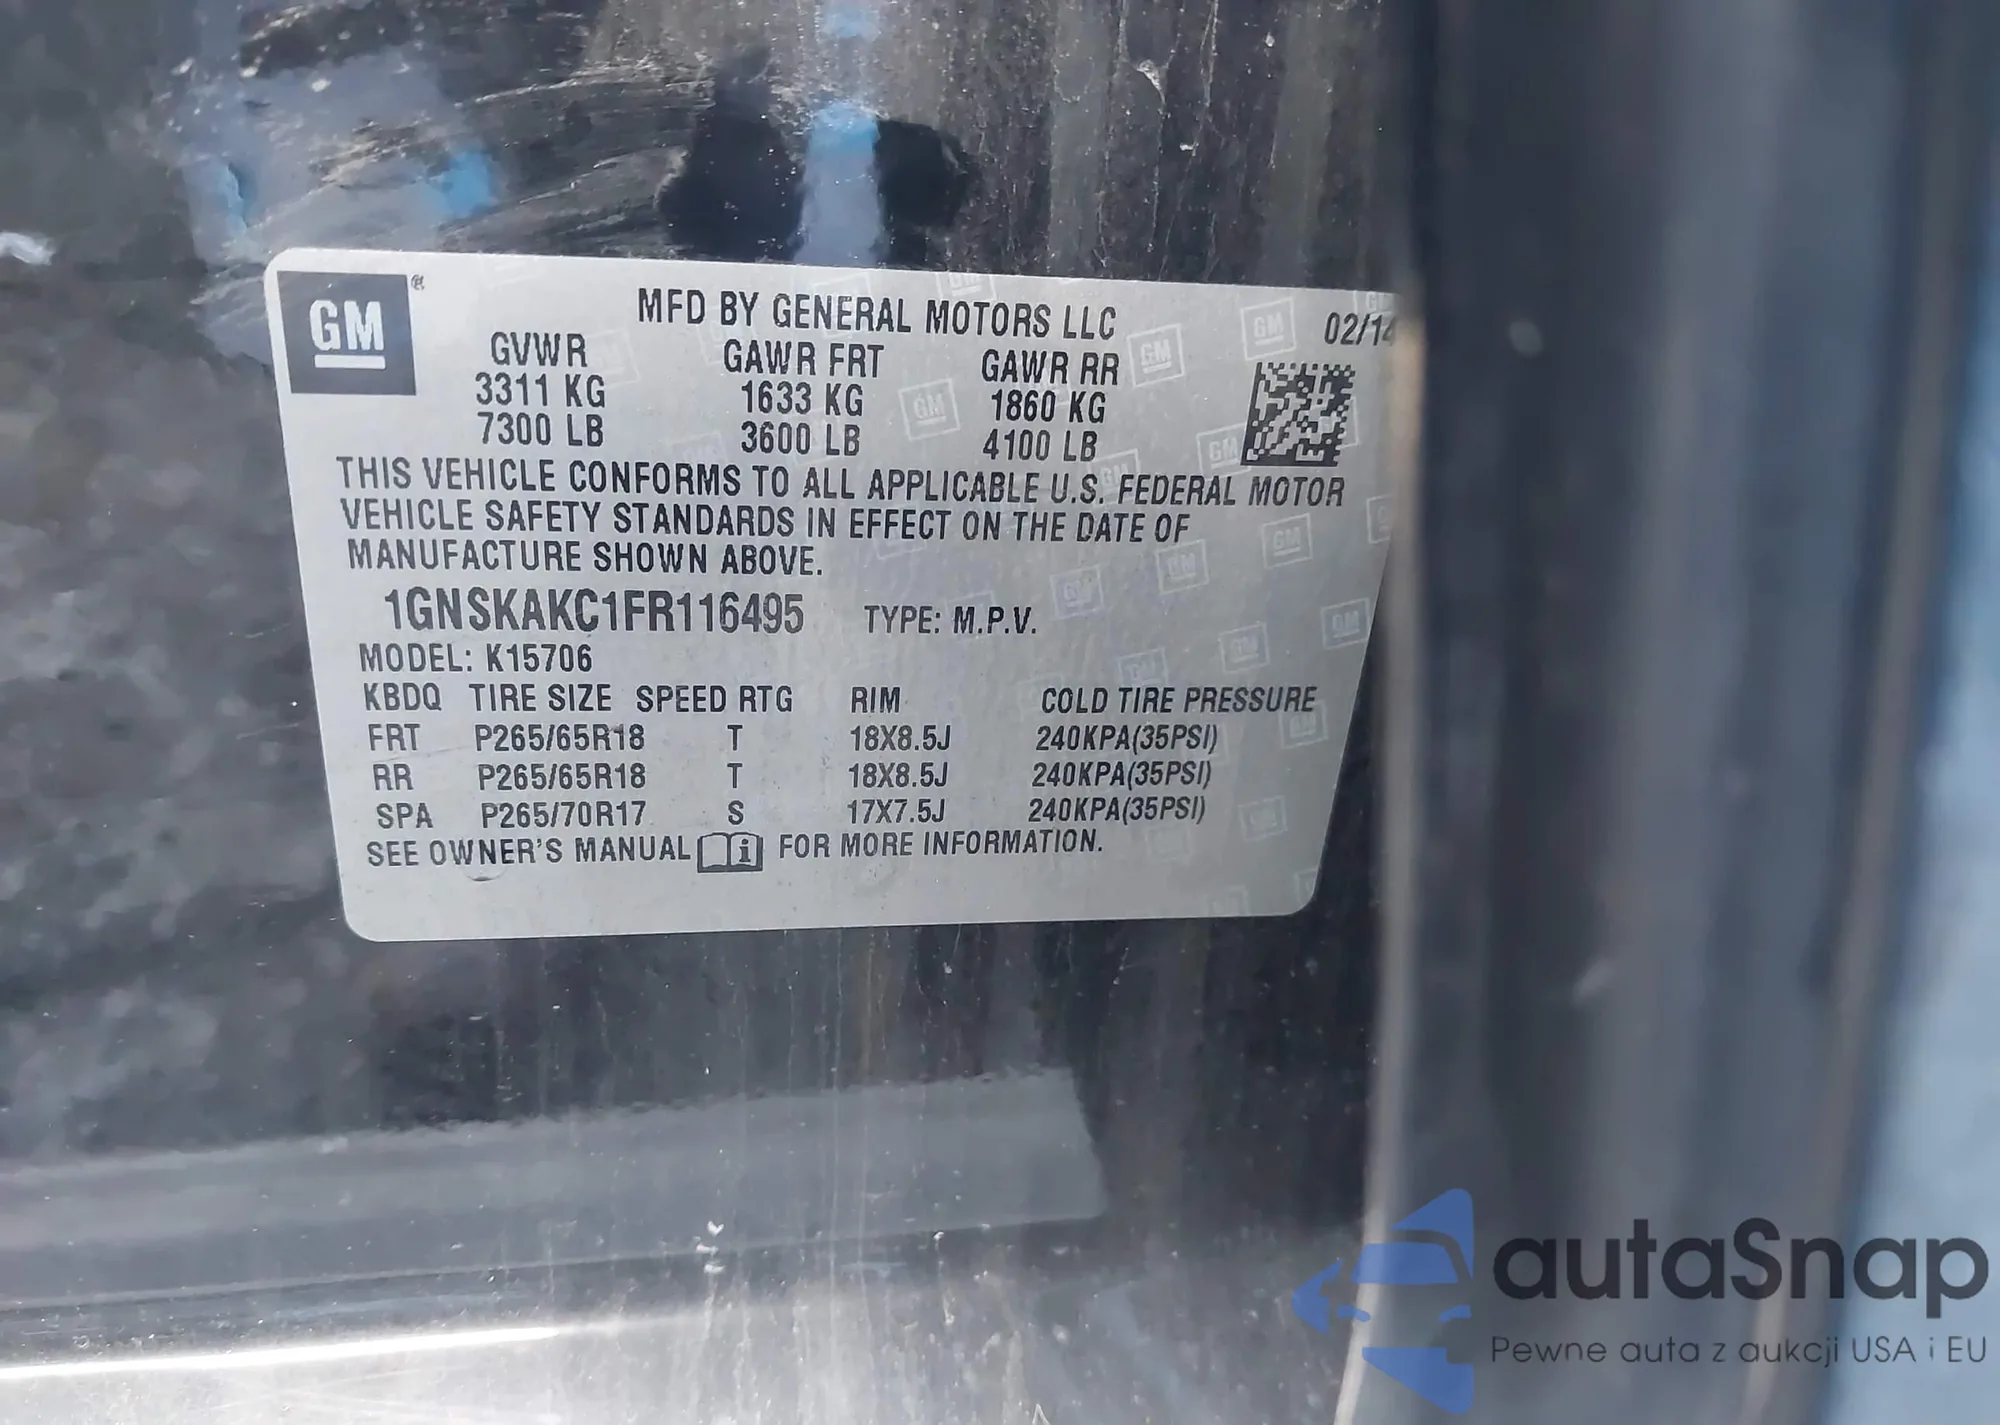 GM ®
MFD BY GENERAL MOTORS LLC 02/14
GVWR GAWR FRT GAWR RR
3311 KG 1633 KG 1860 KG
7300 LB 3600 LB 4100 LB
THIS VEHICLE CONFORMS TO ALL APPLICABLE U.S. FEDERAL MOTOR
VEHICLE SAFETY STANDARDS IN EFFECT ON THE DATE OF
MANUFACTURE SHOWN ABOVE.
1GNSKAKC1FR116495 TYPE: M.P.V.
MODEL: K15706
KBDQ TIRE SIZE SPEED RTG RIM COLD TIRE PRESSURE
FRT P265/65R18 T 18X8.5J 240KPA(35PSI)
RR P265/65R18 T 18X8.5J 240KPA(35PSI)
SPA P265/70R17 S 17X7.5J 240KPA(35PSI)
SEE OWNER'S MANUAL i FOR MORE INFORMATION.
autaSnap
Pewne auta z aukcji USA i EU